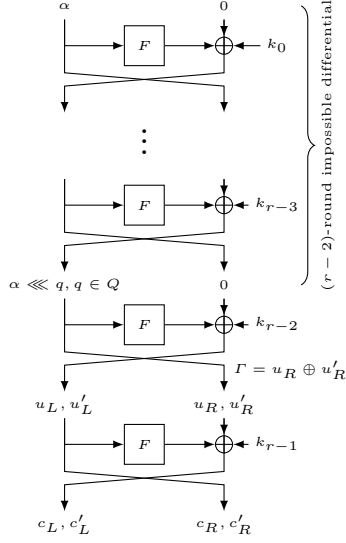 α 0
F
k₀
⋮
F
k_{r−3}
(r − 2)-round impossible differential
α ⋘ q, q ∈ Q 0
F
k_{r−2}
Γ = u_R ⊕ u′_R
u_L, u′_L u_R, u′_R
F
k_{r−1}
c_L, c′_L c_R, c′_R